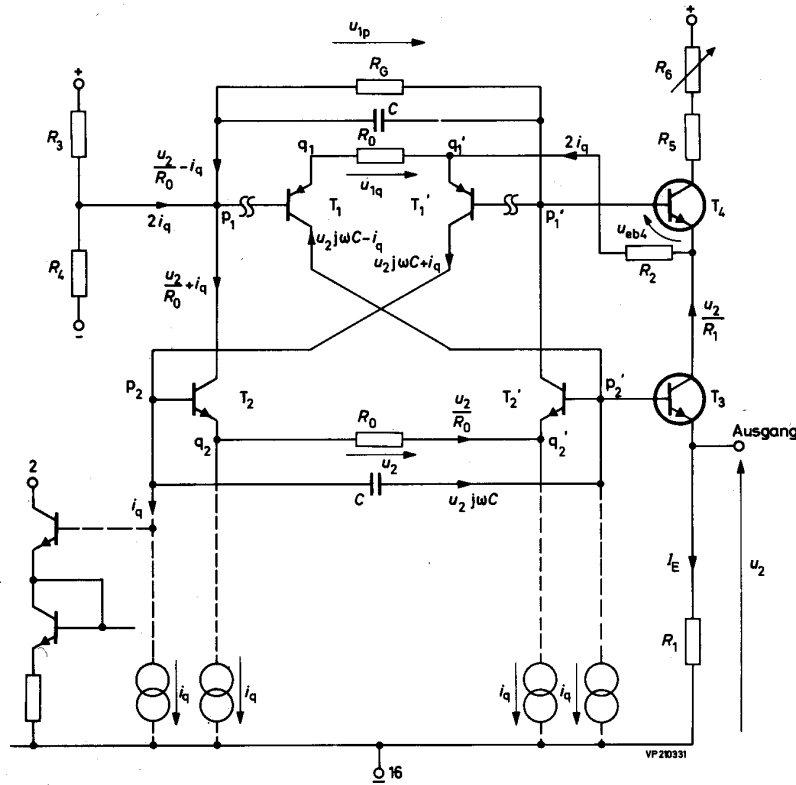 u1p
+
RG
R6
+
C
R3
R0
R5
q1
q1'
2iq
u2/R0 -iq
u1q
2iq
p1
T1
T1'
p1'
T4
ueb4
u2jωC-iq
u2jωC+iq
R2
R4
u2/R0 +iq
u2/R1
−
p2
T2
T2'
p2'
T3
u2/R0
R0
Ausgang
q2
q2'
u2
2
C
u2jωC
iq
IE
u2
R1
iq
iq
iq
iq
VP210331
16